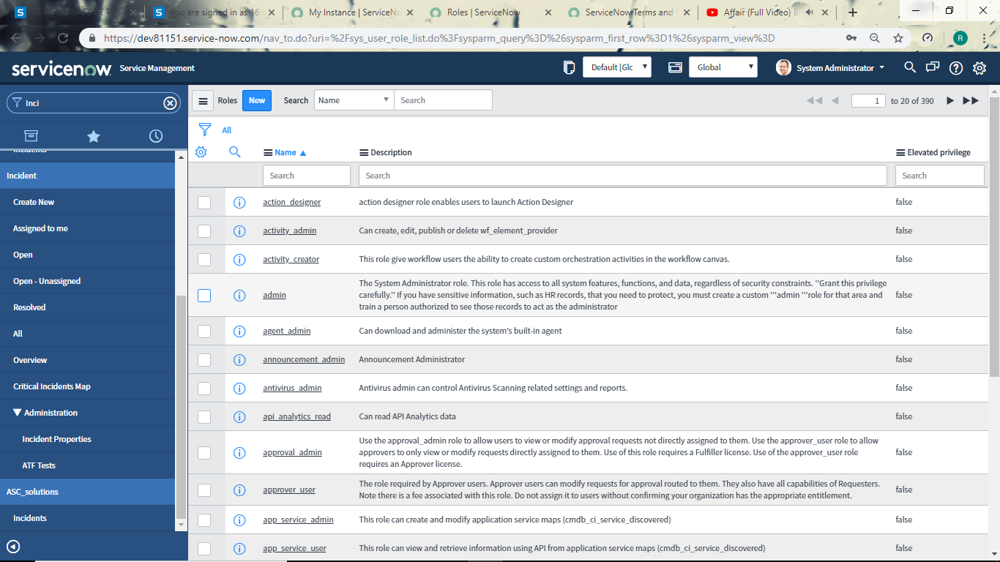 You are signed in as 16
My Instance | ServiceNo
Roles | ServiceNow
ServiceNow Terms and
Affair (Full Video) B
https://dev81151.service-now.com/nav_to.do?uri=%2Fsys_user_role_list.do%3Fsysparm_query%3D%26sysparm_first_row%3D1%26sysparm_view%3D
R
servicenow Service Management
Default [Glc
Global
System Administrator
Inci
Roles
New
Search
Name
Search
1
to 20 of 390
All
Name
Description
Elevated privilege
Search
Search
Search
Incidents
Incident
Create New
Assigned to me
Open
Open - Unassigned
Resolved
All
Overview
Critical Incidents Map
Administration
Incident Properties
ATF Tests
ASC_solutions
Incidents
action_designer
action designer role enables users to launch Action Designer
false
activity_admin
Can create, edit, publish or delete wf_element_provider
false
activity_creator
This role give workflow users the ability to create custom orchestration activities in the workflow canvas.
false
admin
The System Administrator role. This role has access to all system features, functions, and data, regardless of security constraints. ''Grant this privilege
carefully.'' If you have sensitive information, such as HR records, that you need to protect, you must create a custom '''admin '''role for that area and
train a person authorized to see those records to act as the administrator
false
agent_admin
Can download and administer the system's built-in agent
false
announcement_admin
Announcement Administrator
false
antivirus_admin
Antivirus admin can control Antivirus Scanning related settings and reports.
false
api_analytics_read
Can read API Analytics data
false
approval_admin
Use the approval_admin role to allow users to view or modify approval requests not directly assigned to them. Use the approver_user role to allow
approvers to only view or modify requests directly assigned to them. Use of this role requires a Fulfiller license. Use of the approver_user role
requires an Approver license.
false
approver_user
The role required by Approver users. Approver users can modify requests for approval routed to them. They also have all capabilities of Requesters.
Note there is a fee associated with this role. Do not assign it to users without confirming your organization has the appropriate entitlement.
false
app_service_admin
This role can create and modify application service maps (cmdb_ci_service_discovered)
false
app_service_user
This role can view and retrieve information using API from application service maps (cmdb_ci_service_discovered)
false